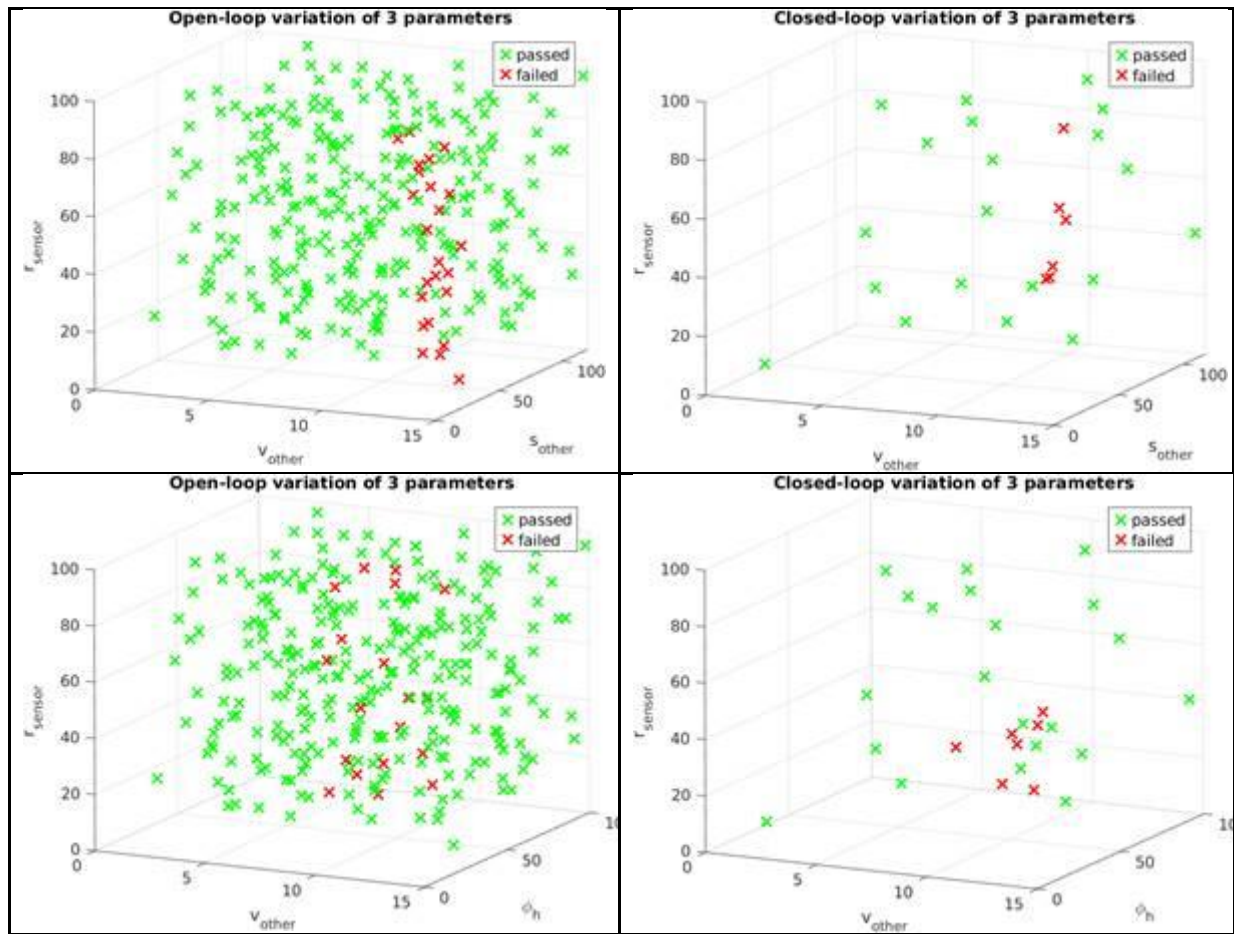 Open-loop variation of 3 parameters
passed
failed
100
80
60
40
20
0
0
5
10
15
0
50
100
r_sensor
v_other
s_other
Closed-loop variation of 3 parameters
passed
failed
100
80
60
40
20
0
0
5
10
15
0
50
100
r_sensor
v_other
s_other
Open-loop variation of 3 parameters
passed
failed
100
80
60
40
20
0
0
5
10
15
0
50
10
r_sensor
v_other
ϕ_h
Closed-loop variation of 3 parameters
passed
failed
100
80
60
40
20
0
0
5
10
15
0
50
10
r_sensor
v_other
ϕ_h